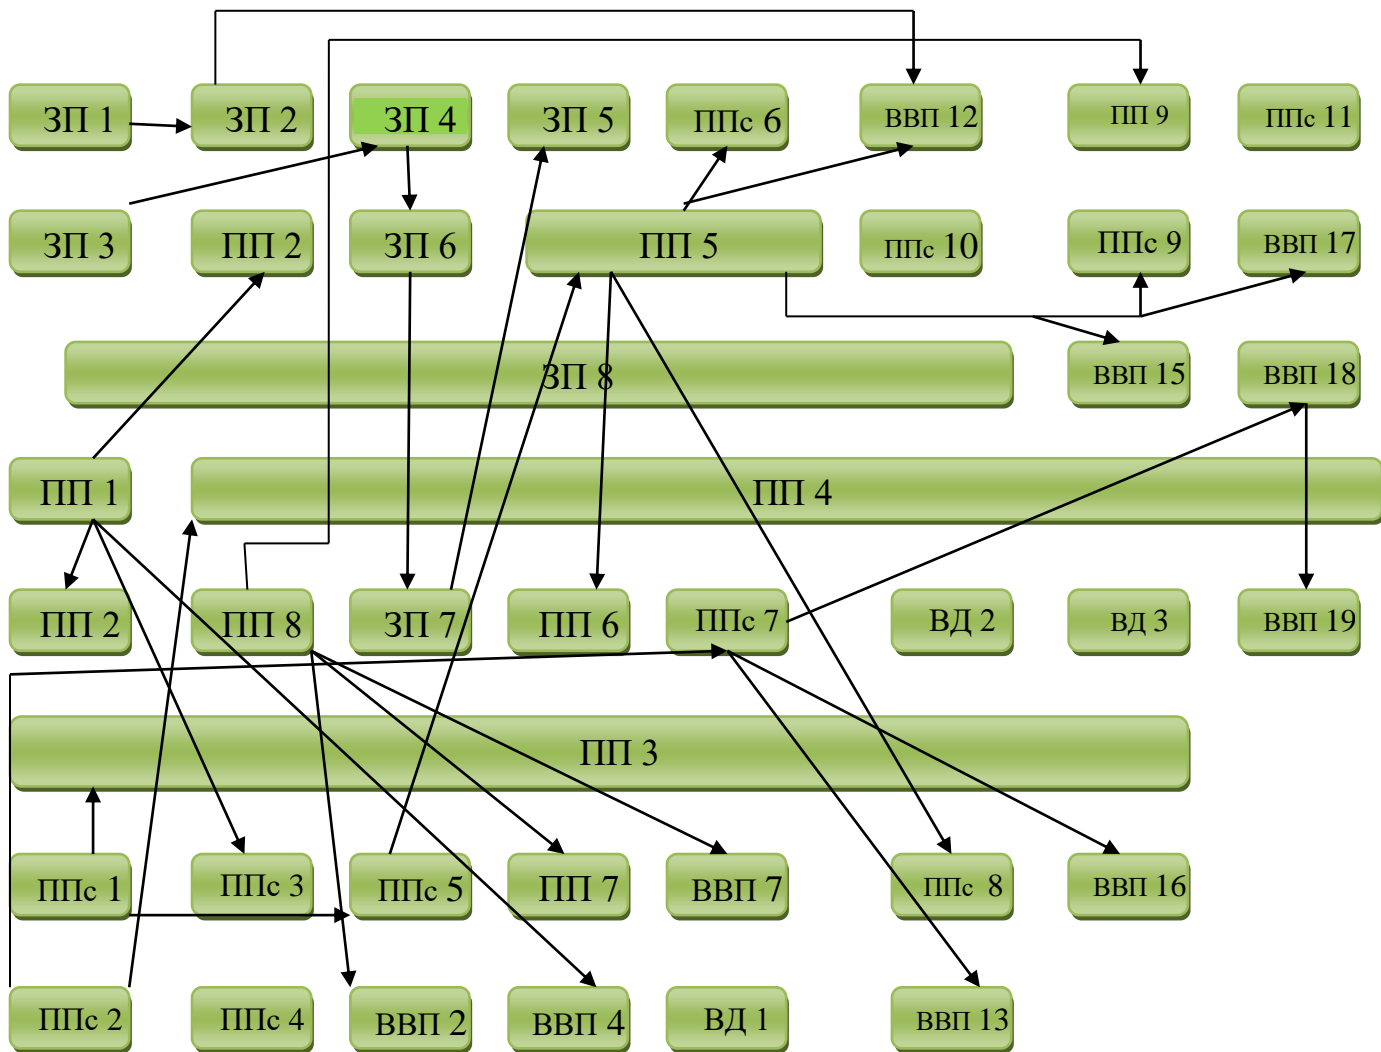 ЗП 1
ЗП 2
ЗП 4
ЗП 5
ППс 6
ВВП 12
ПП 9
ППс 11
ЗП 3
ПП 2
ЗП 6
ПП 5
ППс 10
ППс 9
ВВП 17
ЗП 8
ВВП 15
ВВП 18
ПП 1
ПП 4
ПП 2
ПП 8
ЗП 7
ПП 6
ППс 7
ВД 2
ВД 3
ВВП 19
ПП 3
ППс 1
ППс 3
ППс 5
ПП 7
ВВП 7
ППс 8
ВВП 16
ППс 2
ППс 4
ВВП 2
ВВП 4
ВД 1
ВВП 13